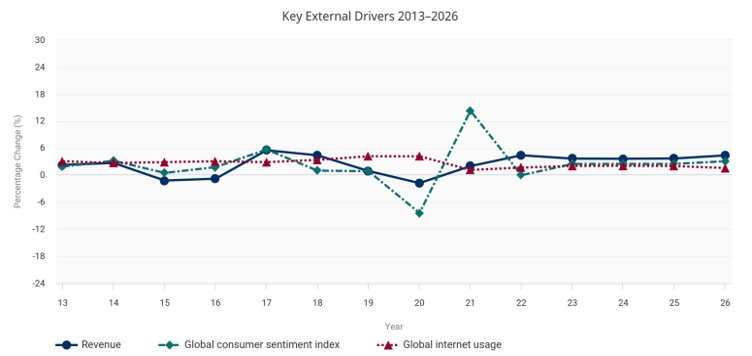 Key External Drivers 2013–2026
30
24
18
12
6
0
-6
-12
-18
-24
Percentage Change (%)
13 14 15 16 17 18 19 20 21 22 23 24 25 26
Year
Revenue Global consumer sentiment index Global internet usage